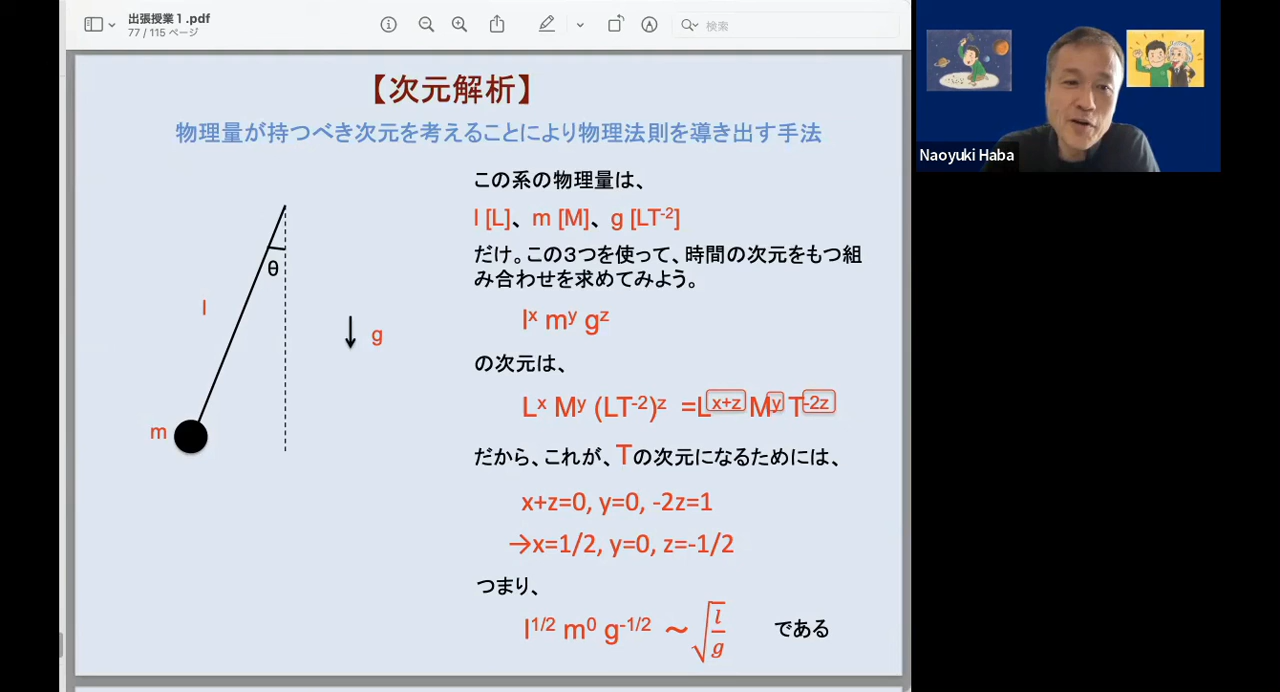 出張授業１.pdf
77 / 115 ページ
検索
Naoyuki Haba
【次元解析】
物理量が持つべき次元を考えることにより物理法則を導き出す手法
この系の物理量は、
l [L]、m [M]、g [LT⁻²]
だけ。この３つを使って、時間の次元をもつ組
み合わせを求めてみよう。
lˣ mʸ gᶻ
の次元は、
Lˣ Mʸ (LT⁻²)ᶻ =Lˣ⁺ᶻ Mʸ T⁻²ᶻ
だから、これが、Tの次元になるためには、
x+z=0, y=0, -2z=1
→x=1/2, y=0, z=-1/2
つまり、
l^1/2 m⁰ g^-1/2 ～√(l/g) である
θ
l
g
m